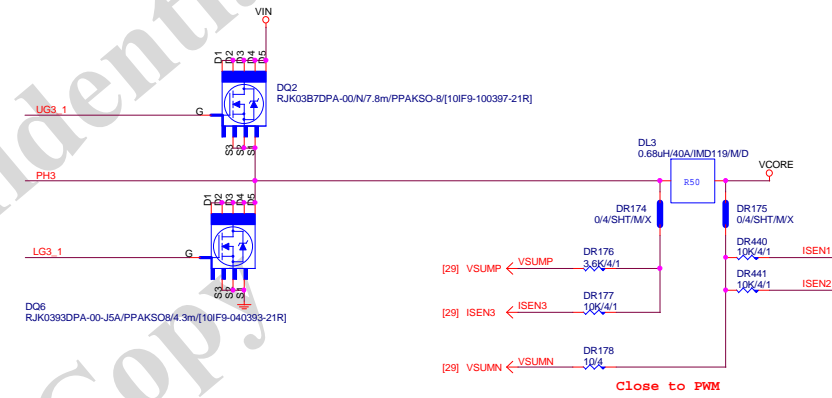 VIN
D1 D2 D3 D4 D5
DQ2
RJK03B7DPA-00/N/7.8m/PPAKSO-8/[10IF9-100397-21R]
UG3_1
G
S3 S2 S1
DL3
0.68uH/40A/IMD119/M/D
PH3
R50
VCORE
D1 D2 D3 D4 D5
DR174
0/4/SHT/M/X
DR175
0/4/SHT/M/X
LG3_1
G
DR440
10K/4/1
ISEN1
[29] VSUMP
VSUMP
DR176
3.6K/4/1
DR441
10K/4/1
ISEN2
S3 S2 S1
DQ6
RJK0393DPA-00-J5A/PPAKSO8/4.3m/[10IF9-040393-21R]
[29] ISEN3
ISEN3
DR177
10K/4/1
[29] VSUMN
VSUMN
DR178
10/4
Close to PWM
Copy